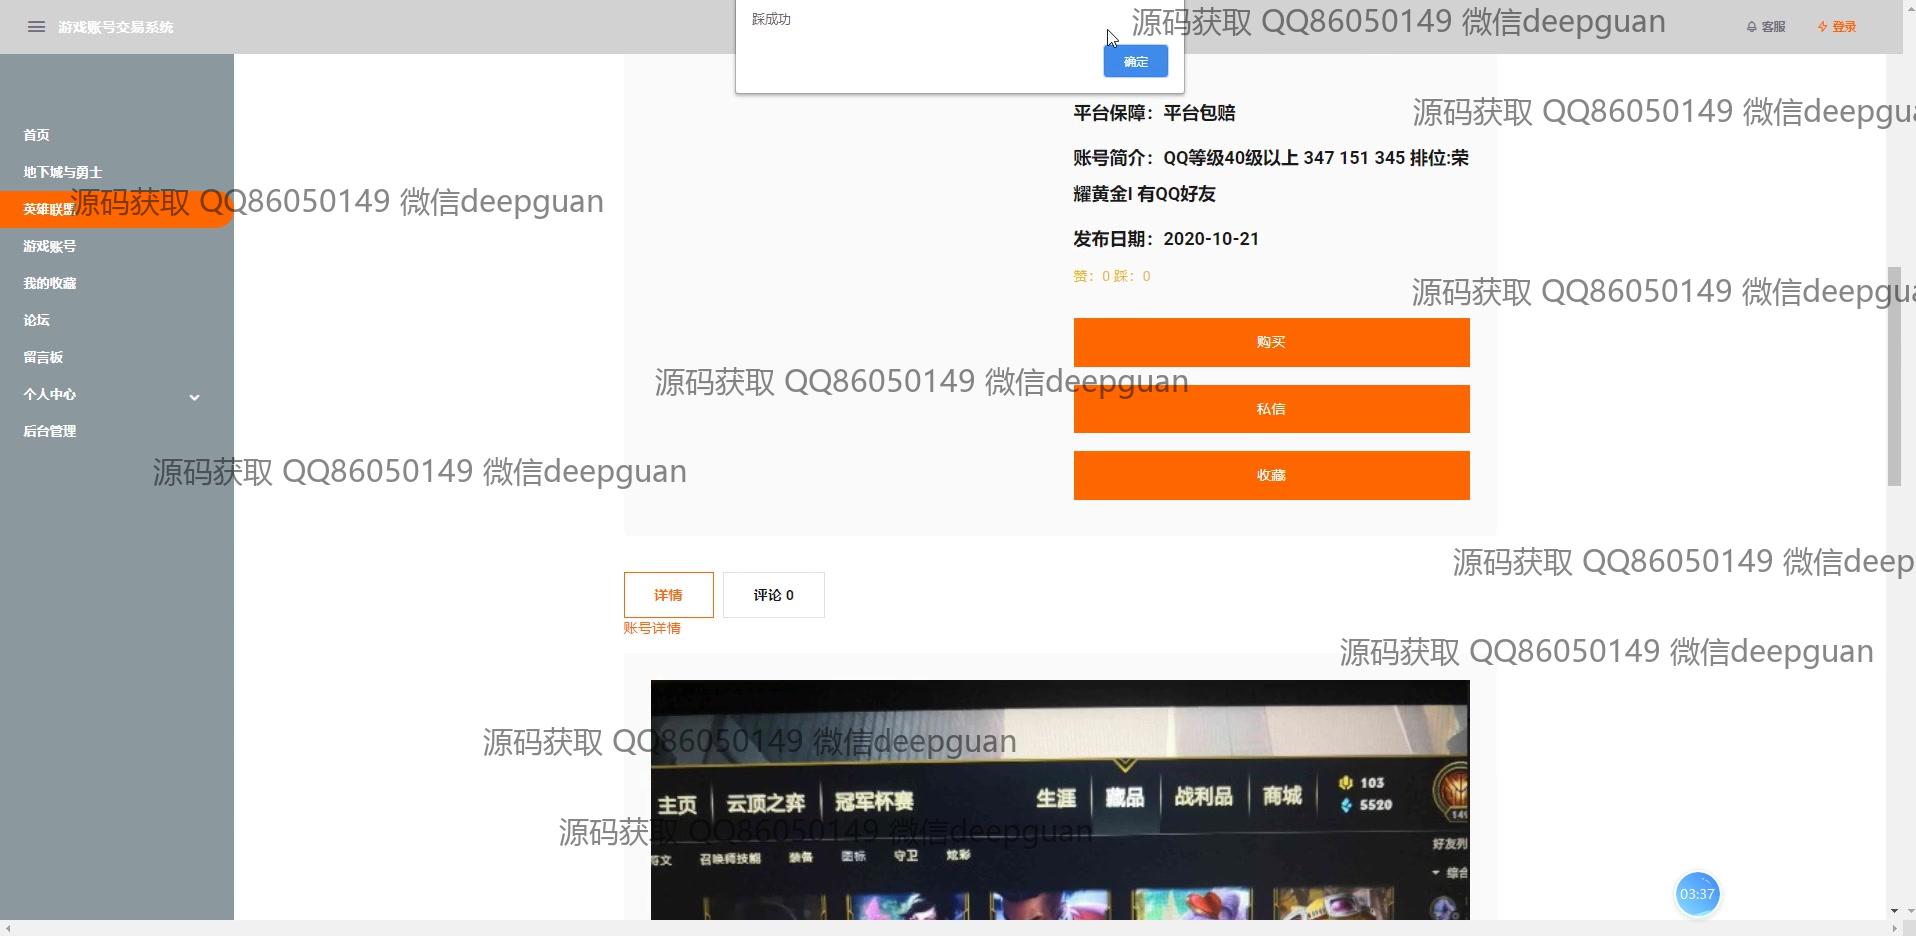 游戏账号交易系统
踩成功
确定
源码获取 QQ86050149 微信deepguan
客服
登录
源码获取 QQ86050149 微信deepgu
平台保障：平台包赔
首页
账号简介：QQ等级40级以上 347 151 345 排位:荣
耀黄金I 有QQ好友
地下城与勇士
源码获取 QQ86050149 微信deepguan
英雄联盟
游戏账号
发布日期：2020-10-21
赞：0 踩：0
我的收藏
源码获取 QQ86050149 微信deepgu
论坛
购买
留言板
源码获取 QQ86050149 微信deepguan
个人中心
私信
后台管理
源码获取 QQ86050149 微信deepguan
收藏
源码获取 QQ86050149 微信deep
详情
评论 0
账号详情
源码获取 QQ86050149 微信deepguan
源码获取 QQ86050149 微信deepguan
主页
云顶之弈
冠军杯赛
生涯
藏品
战利品
商城
103
5520
源码获取 QQ86050149 微信deepguan
好友列
符文
召唤师技能
装备
图标
守卫
炫彩
综合
03:37